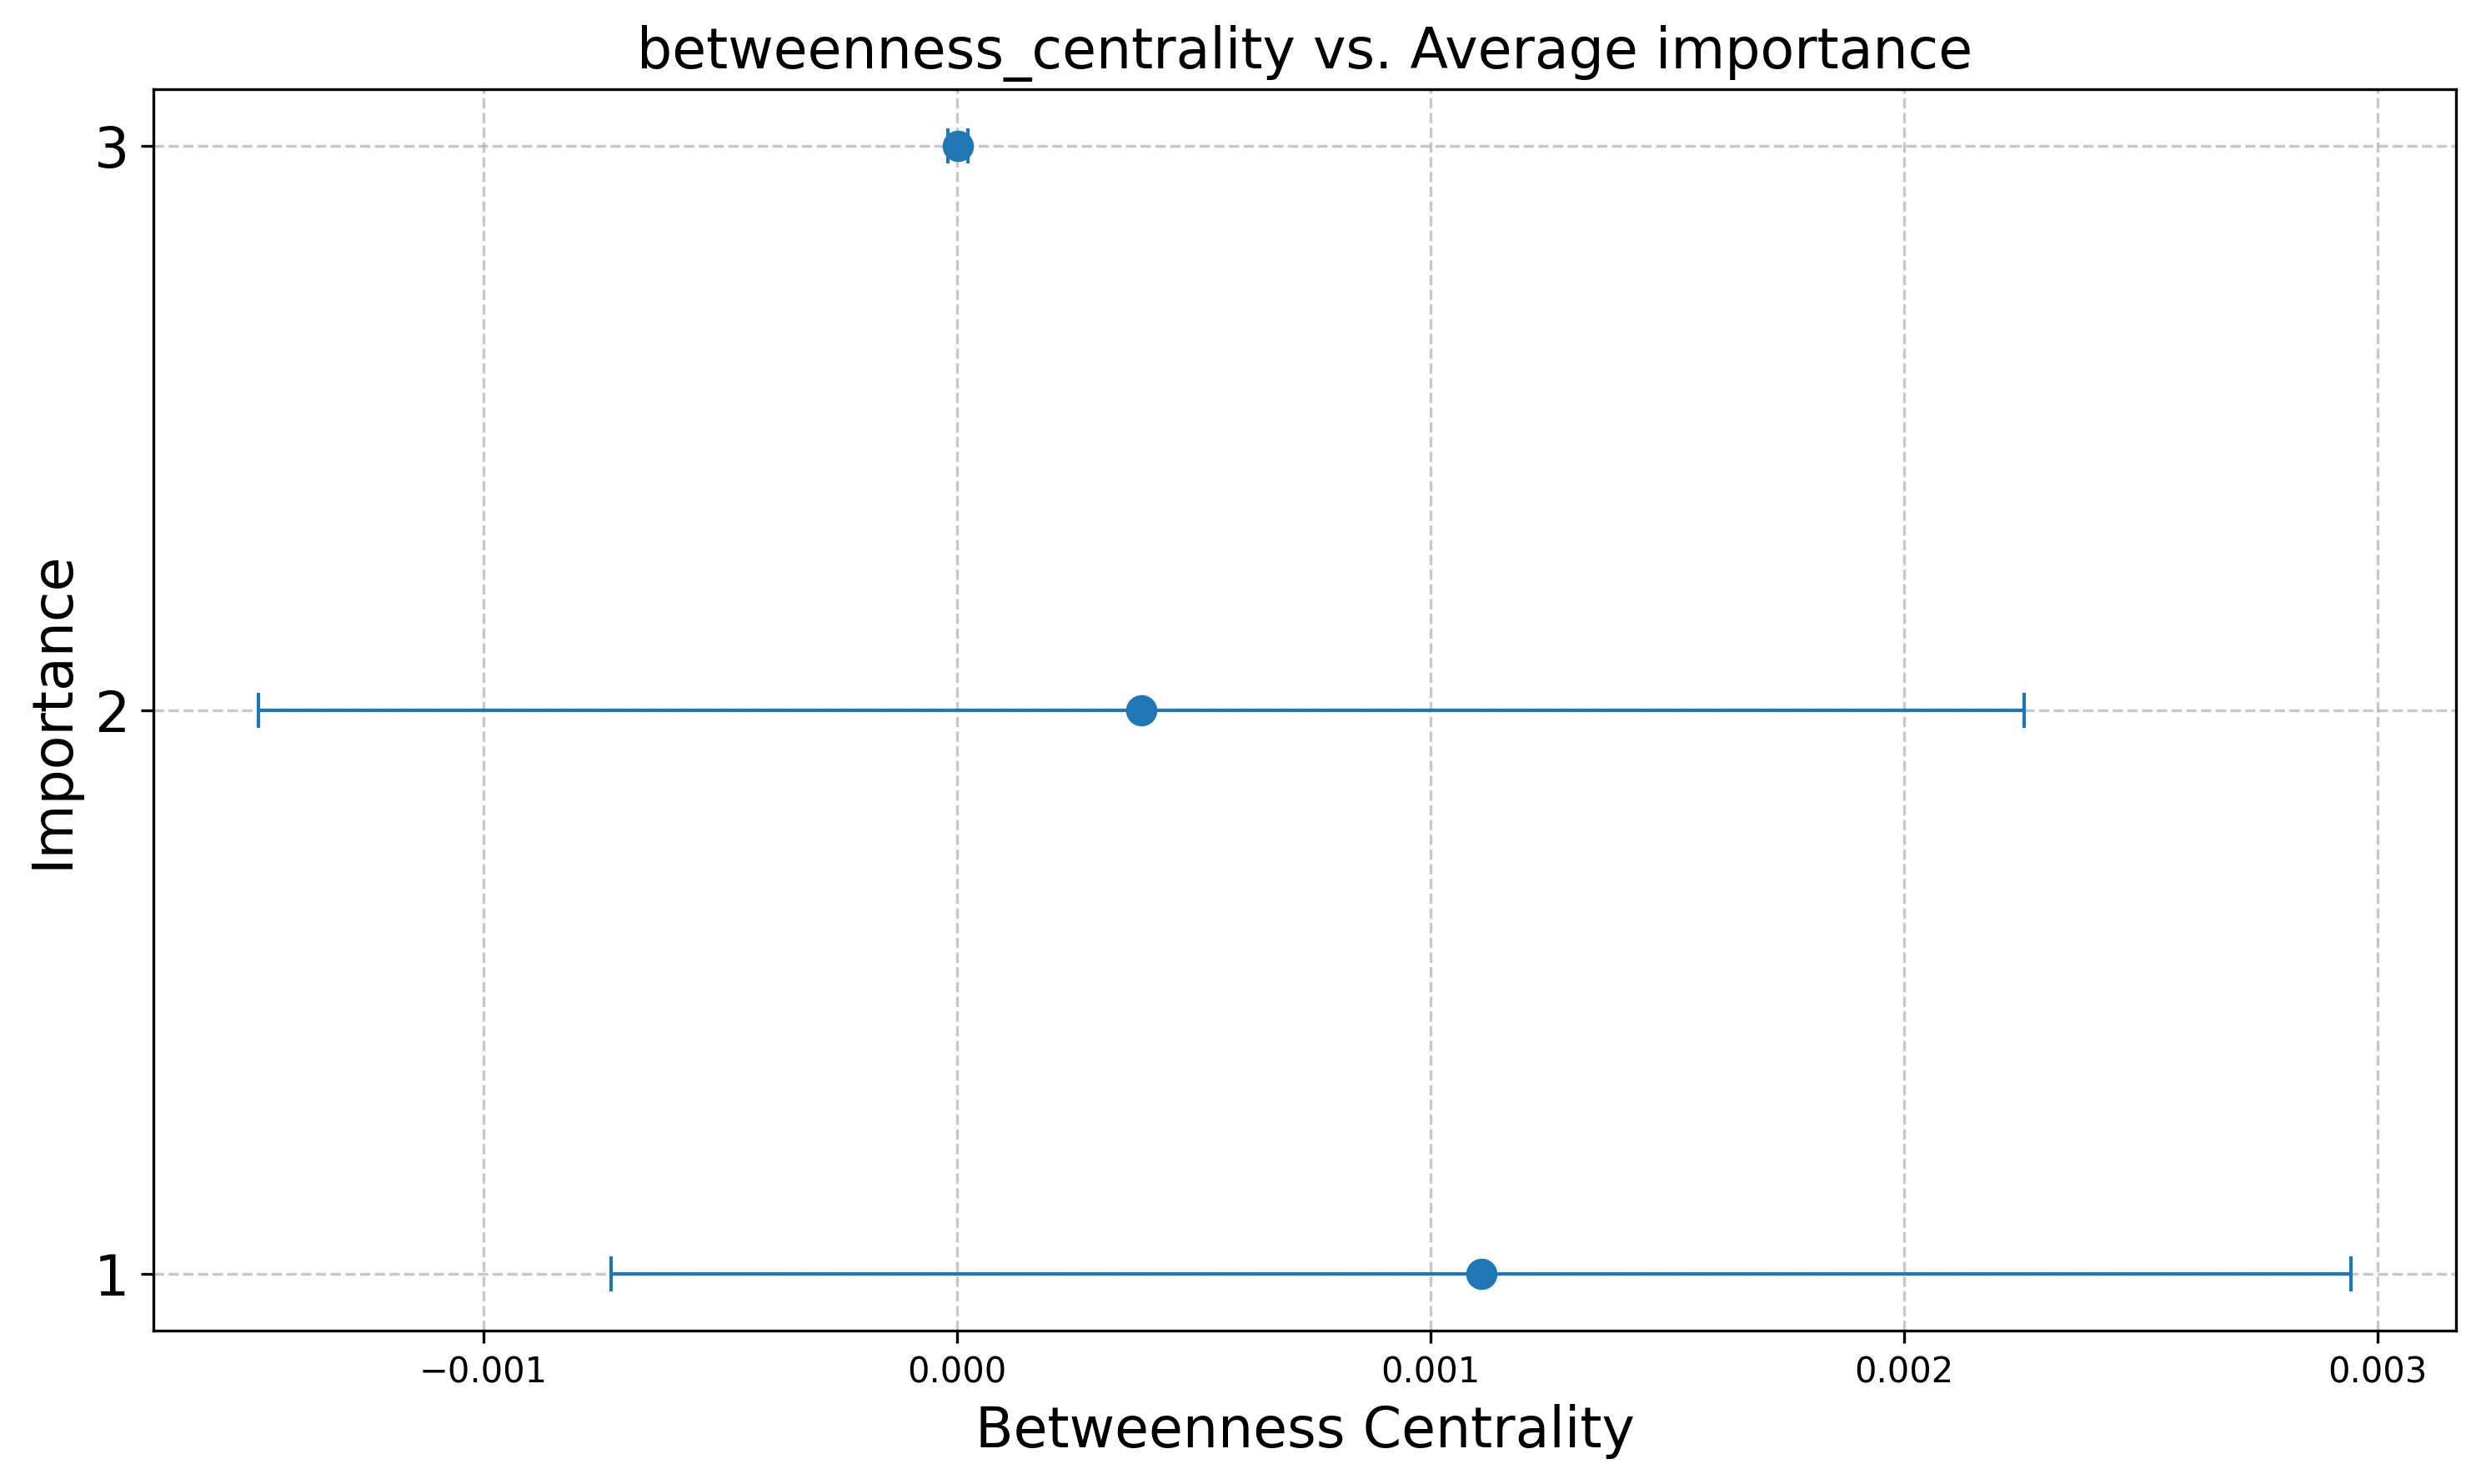 betweenness_centrality vs. Average importance
3
2
1
Importance
−0.001 0.000 0.001 0.002 0.003
Betweenness Centrality